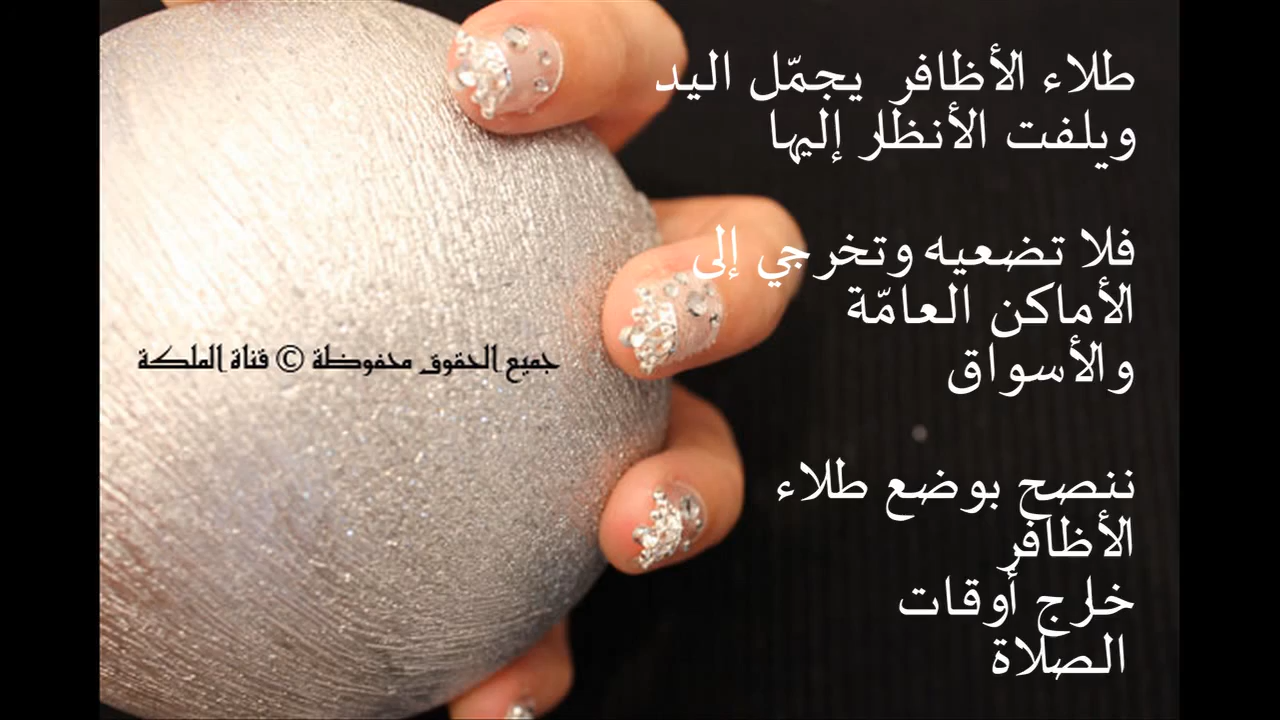 طلاء الأظافر يجمّل اليد
ويلفت الأنظار إليها
فلا تضعيه وتخرجي إلى
الأماكن العامّة
والأسواق
جميع الحقوق محفوظة © قناة الملكة
ننصح بوضع طلاء
الأظافر
خارج أوقات
الصلاة